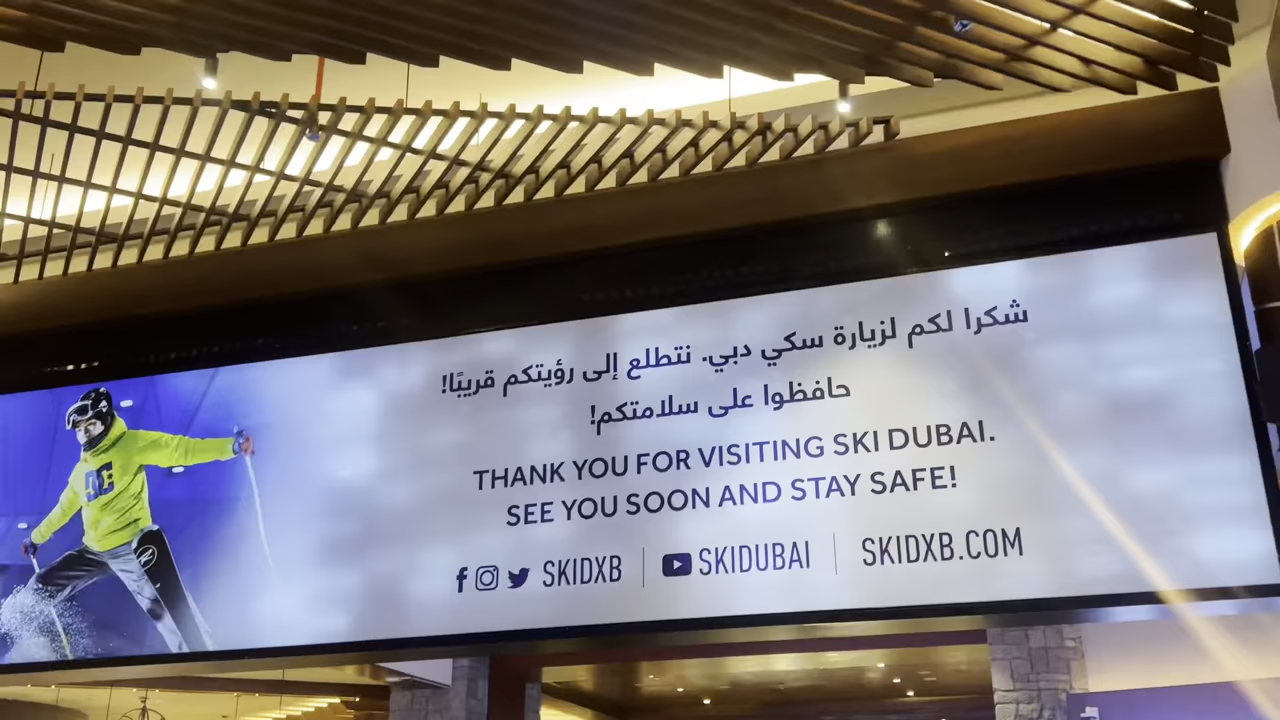 شكرا لكم لزيارة سكي دبي. نتطلع إلى رؤيتكم قريبًا!
حافظوا على سلامتكم!
THANK YOU FOR VISITING SKI DUBAI.
SEE YOU SOON AND STAY SAFE!
SKIDXB | SKIDUBAI | SKIDXB.COM
DC